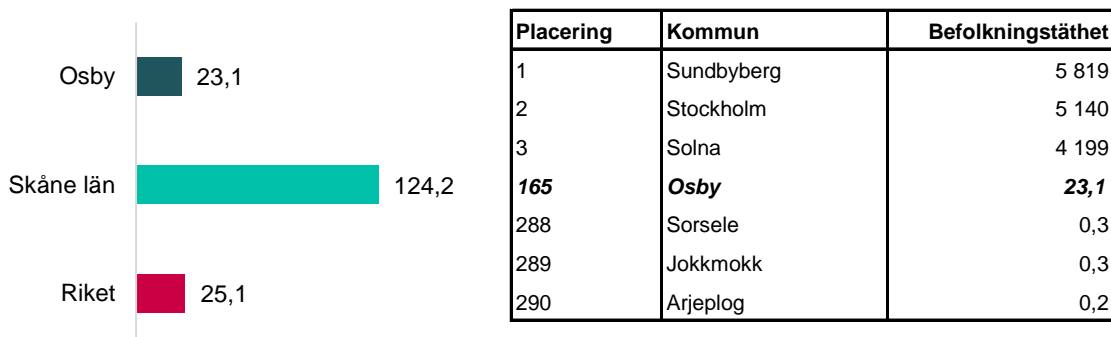 Osby 23,1
Skåne län 124,2
Riket 25,1
Placering Kommun Befolkningstäthet
1 Sundbyberg 5 819
2 Stockholm 5 140
3 Solna 4 199
165 Osby 23,1
288 Sorsele 0,3
289 Jokkmokk 0,3
290 Arjeplog 0,2